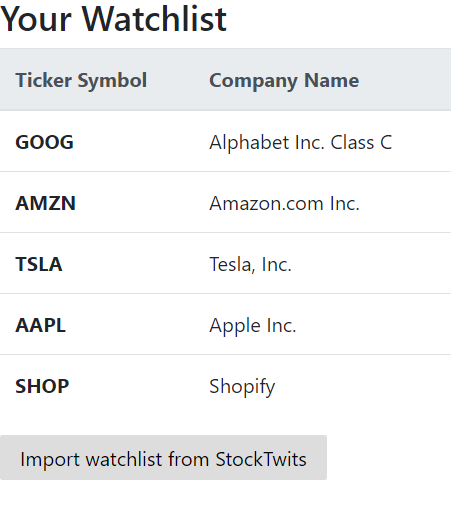 Your Watchlist
Ticker Symbol Company Name
GOOG Alphabet Inc. Class C
AMZN Amazon.com Inc.
TSLA Tesla, Inc.
AAPL Apple Inc.
SHOP Shopify
Import watchlist from StockTwits